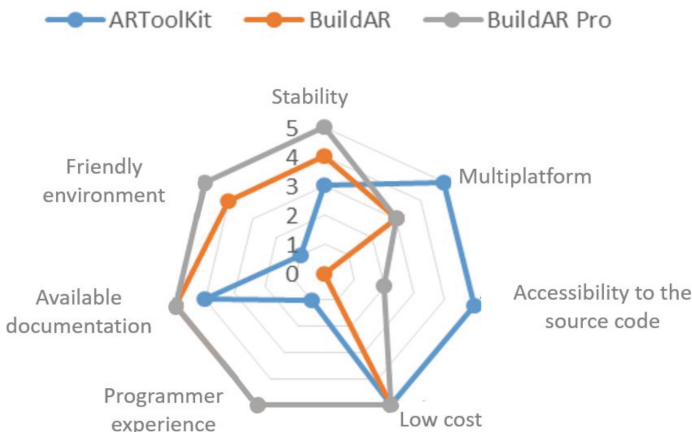 ARToolKit
BuildAR
BuildAR Pro
Stability
5
4
3
2
1
0
Multiplatform
Accessibility to the
source code
Low cost
Programmer
experience
Available
documentation
Friendly
environment